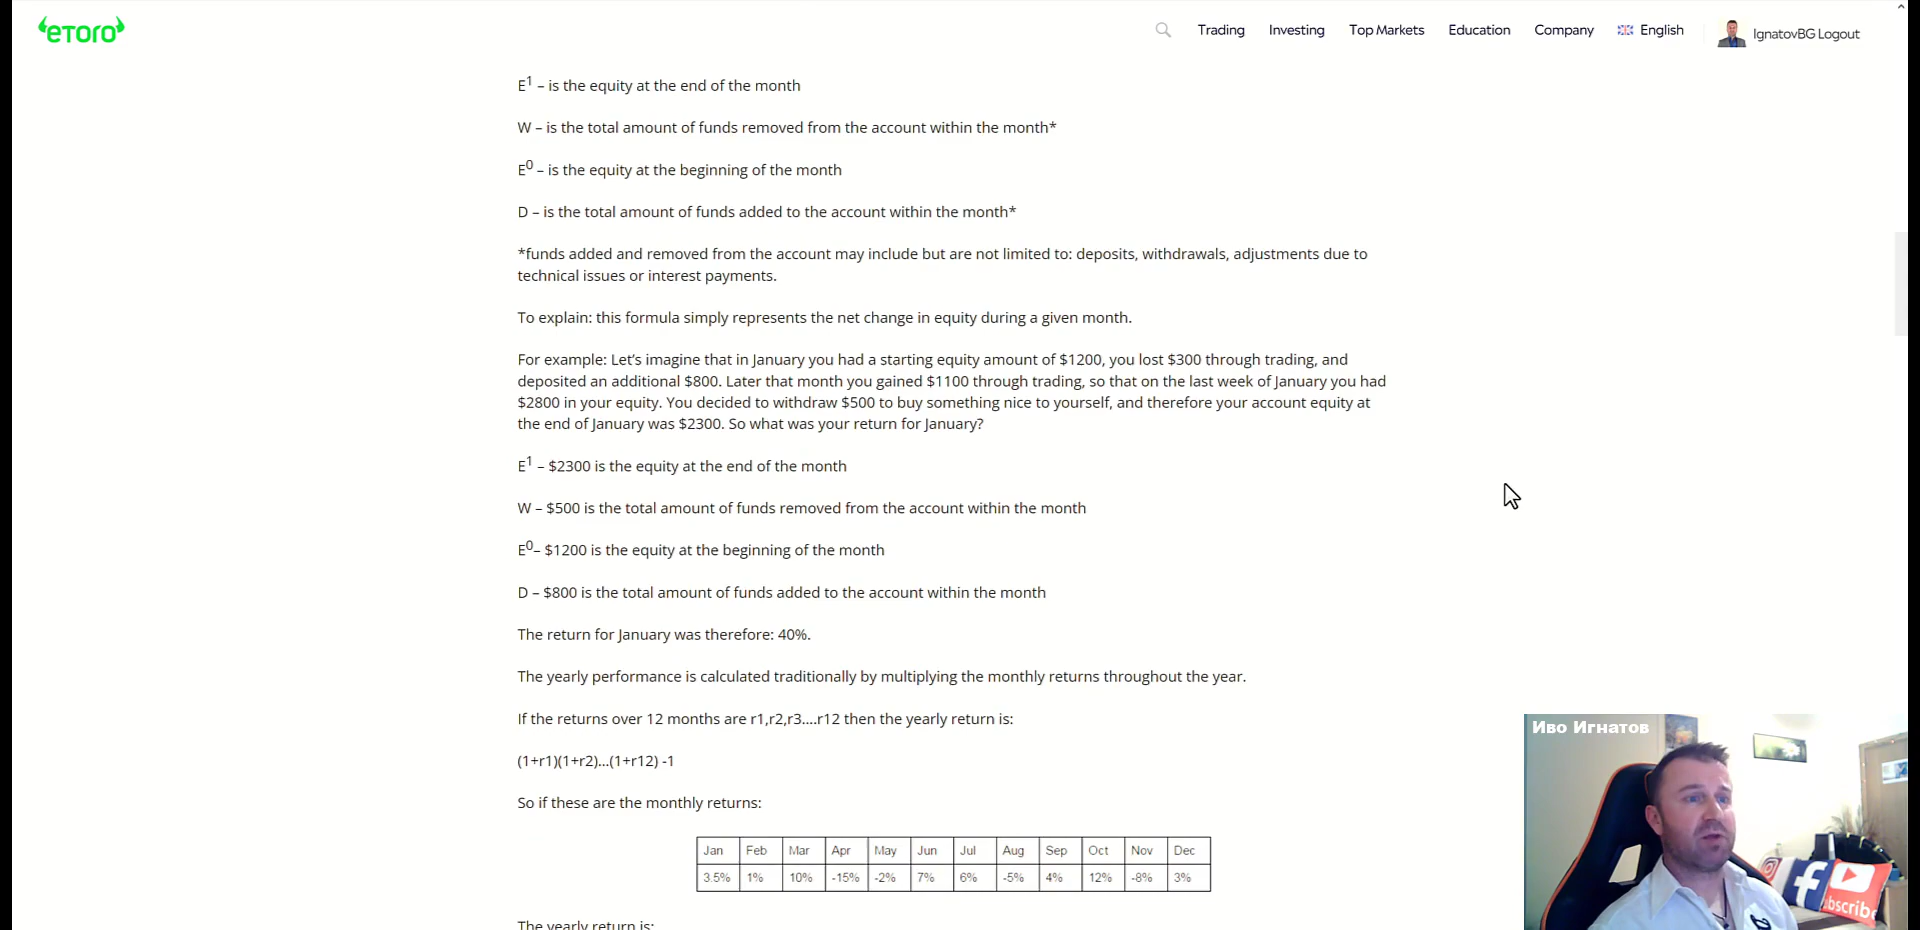 eTORO
Trading Investing Top Markets Education Company English IgnatovBG Logout
E¹ – is the equity at the end of the month
W – is the total amount of funds removed from the account within the month*
E⁰ – is the equity at the beginning of the month
D – is the total amount of funds added to the account within the month*
*funds added and removed from the account may include but are not limited to: deposits, withdrawals, adjustments due to
technical issues or interest payments.
To explain: this formula simply represents the net change in equity during a given month.
For example: Let’s imagine that in January you had a starting equity amount of $1200, you lost $300 through trading, and
deposited an additional $800. Later that month you gained $1100 through trading, so that on the last week of January you had
$2800 in your equity. You decided to withdraw $500 to buy something nice to yourself, and therefore your account equity at
the end of January was $2300. So what was your return for January?
E¹ – $2300 is the equity at the end of the month
W – $500 is the total amount of funds removed from the account within the month
E⁰– $1200 is the equity at the beginning of the month
D – $800 is the total amount of funds added to the account within the month
The return for January was therefore: 40%.
The yearly performance is calculated traditionally by multiplying the monthly returns throughout the year.
If the returns over 12 months are r1,r2,r3....r12 then the yearly return is:
(1+r1)(1+r2)...(1+r12) -1
So if these are the monthly returns:
Jan Feb Mar Apr May Jun Jul Aug Sep Oct Nov Dec
3.5% 1% 10% -15% -2% 7% 6% -5% 4% 12% -8% 3%
The yearly return is:
Иво Игнатов
ubscribe